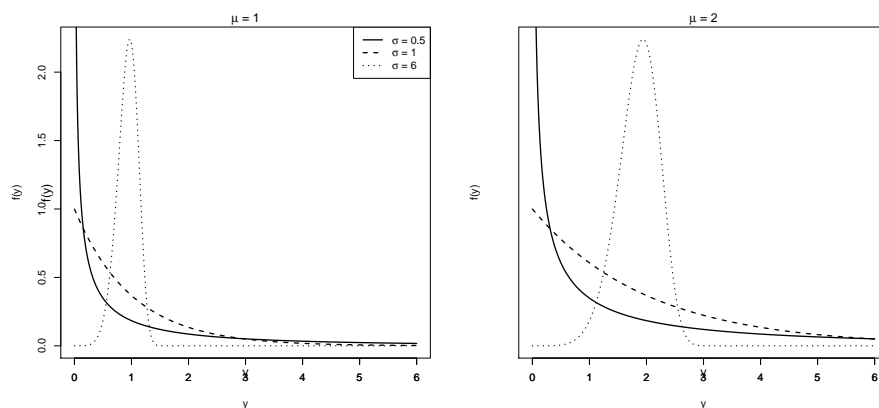 μ = 1
σ = 0.5
σ = 1
σ = 6
f(y)
f(y)
0.0
0.5
1.0
1.5
2.0
0 1 2 3 4 5 6
y
y
μ = 2
f(y)
0 1 2 3 4 5 6
y
y